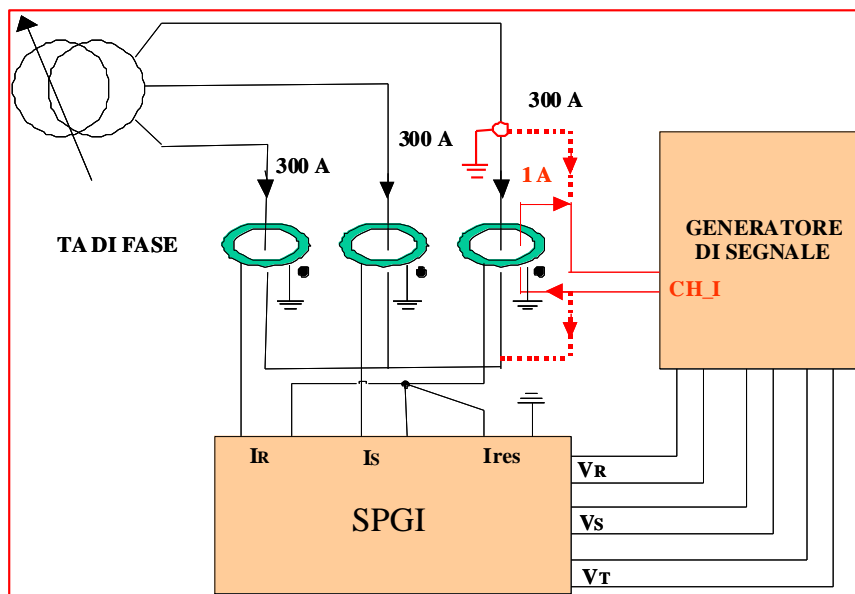 300 A
300 A
300 A
1 A
TA DI FASE
GENERATORE
DI SEGNALE
CH_I
IR
IS
Ires
SPGI
VR
VS
VT